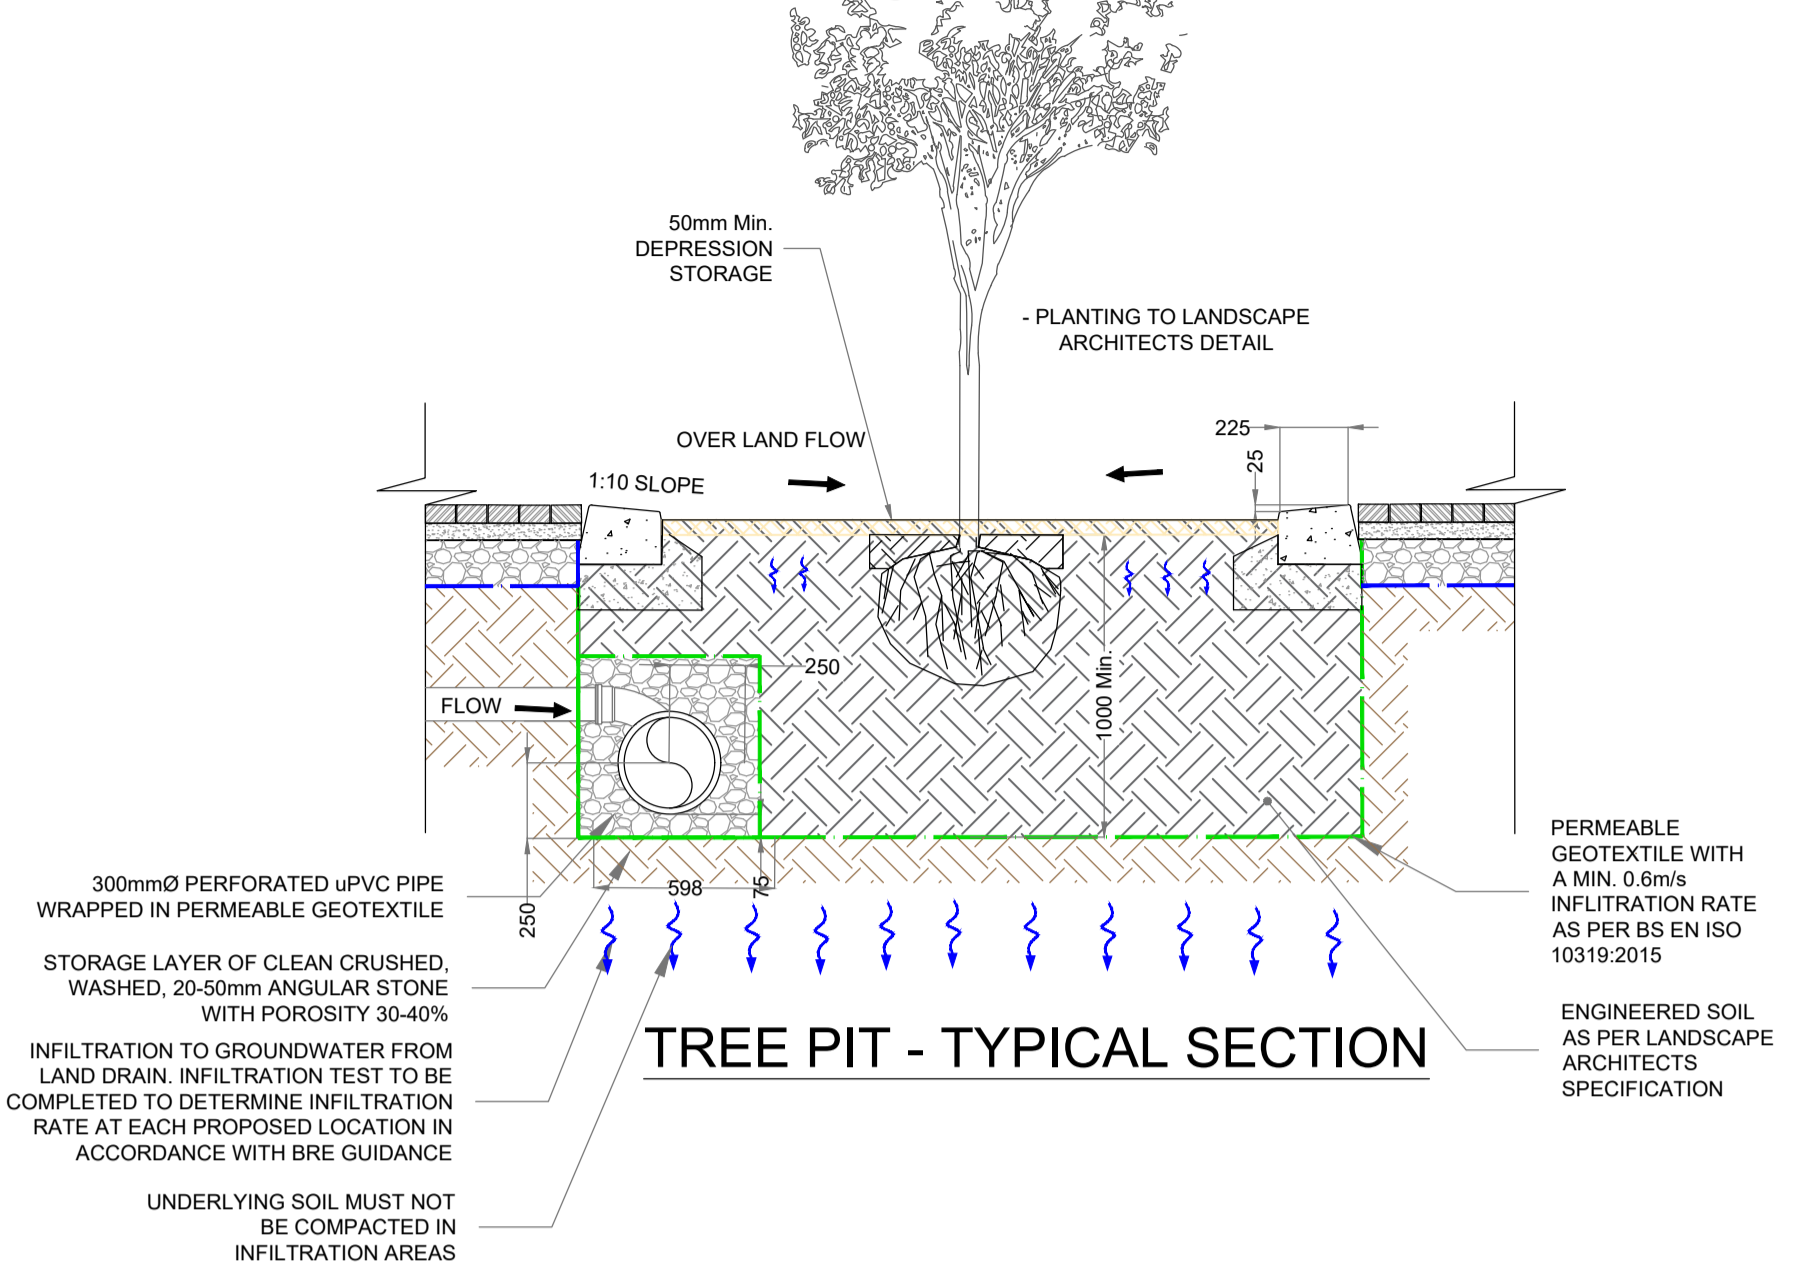 50mm Min.
DEPRESSION
STORAGE
- PLANTING TO LANDSCAPE
ARCHITECTS DETAIL
OVER LAND FLOW
1:10 SLOPE
225
25
250
FLOW
1000 Min.
250
598
75
300mmØ PERFORATED uPVC PIPE
WRAPPED IN PERMEABLE GEOTEXTILE
STORAGE LAYER OF CLEAN CRUSHED,
WASHED, 20-50mm ANGULAR STONE
WITH POROSITY 30-40%
INFILTRATION TO GROUNDWATER FROM
LAND DRAIN. INFILTRATION TEST TO BE
COMPLETED TO DETERMINE INFILTRATION
RATE AT EACH PROPOSED LOCATION IN
ACCORDANCE WITH BRE GUIDANCE
UNDERLYING SOIL MUST NOT
BE COMPACTED IN
INFILTRATION AREAS
PERMEABLE
GEOTEXTILE WITH
A MIN. 0.6m/s
INFLITRATION RATE
AS PER BS EN ISO
10319:2015
ENGINEERED SOIL
AS PER LANDSCAPE
ARCHITECTS
SPECIFICATION
TREE PIT - TYPICAL SECTION